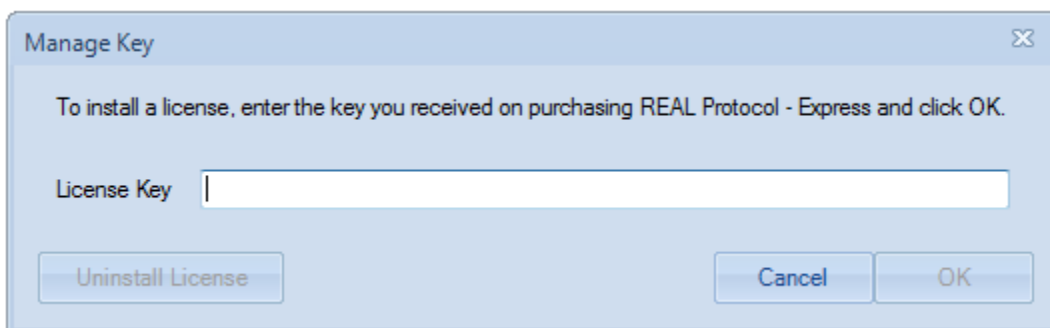 Manage Key
To install a license, enter the key you received on purchasing REAL Protocol - Express and click OK.
License Key
Uninstall License
Cancel
OK